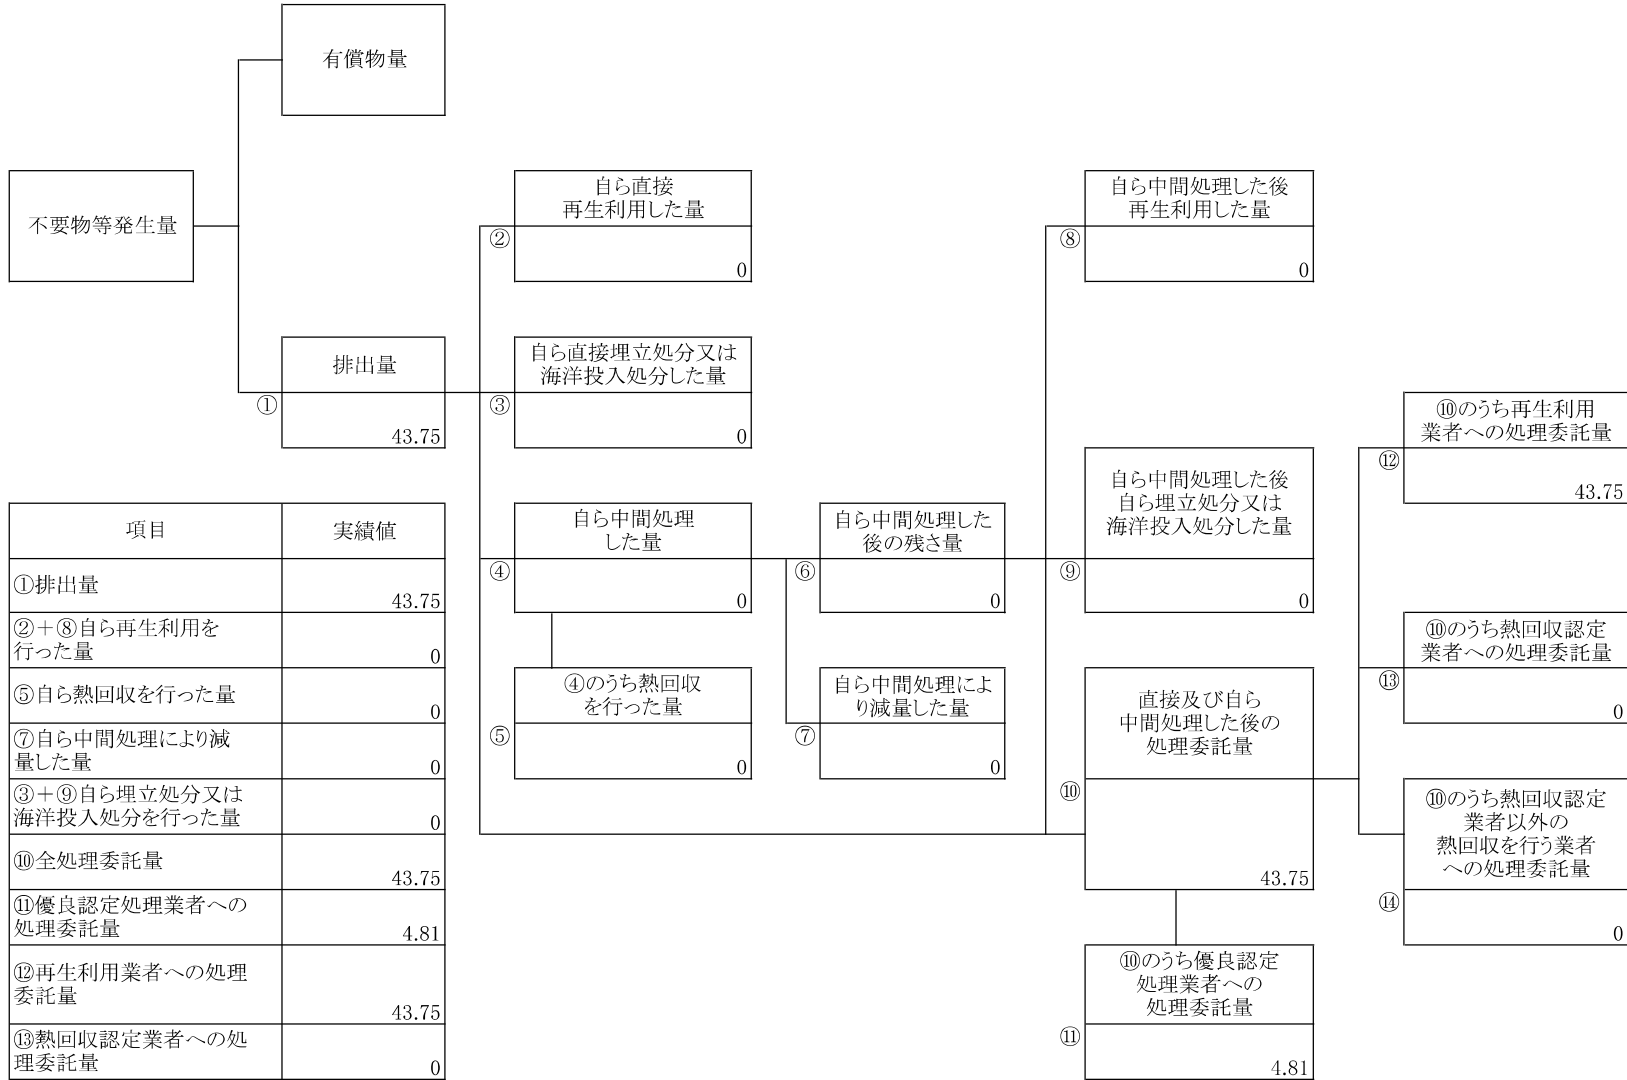 有償物量
不要物等発生量
自ら直接
再生利用した量
②
0
自ら中間処理した後
再生利用した量
⑧
0
排出量
①
43.75
自ら直接埋立処分又は
海洋投入処分した量
③
0
⑩のうち再生利用
業者への処理委託量
⑫
43.75
自ら中間処理した後
自ら埋立処分又は
海洋投入処分した量
⑨
0
自ら中間処理
した量
④
0
自ら中間処理した
後の残さ量
⑥
0
⑩のうち熱回収認定
業者への処理委託量
⑬
0
④のうち熱回収
を行った量
⑤
0
自ら中間処理によ
り減量した量
⑦
0
直接及び自ら
中間処理した後の
処理委託量
⑩
43.75
⑩のうち熱回収認定
業者以外の
熱回収を行う業者
への処理委託量
⑭
0
⑩のうち優良認定
処理業者への
処理委託量
⑪
4.81
項目 実績値
①排出量
43.75
②＋⑧自ら再生利用を
行った量
0
⑤自ら熱回収を行った量
0
⑦自ら中間処理により減
量した量
0
③＋⑨自ら埋立処分又は
海洋投入処分を行った量
0
⑩全処理委託量
43.75
⑪優良認定処理業者への
処理委託量
4.81
⑫再生利用業者への処理
委託量
43.75
⑬熱回収認定業者への処
理委託量
0